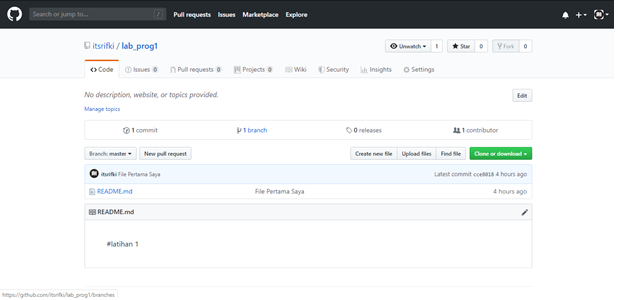 Search or jump to... / Pull requests Issues Marketplace Explore
itsrifki / lab_prog1 Unwatch 1 Star 0 Fork 0
Code Issues 0 Pull requests 0 Projects 0 Wiki Security Insights Settings
No description, website, or topics provided. Edit
Manage topics
1 commit 1 branch 0 releases 1 contributor
Branch: master New pull request Create new file Upload files Find file Clone or download
itsrifki File Pertama Saya Latest commit cce0818 4 hours ago
README.md File Pertama Saya 4 hours ago
README.md
#latihan 1
https://github.com/itsrifki/lab_prog1/branches